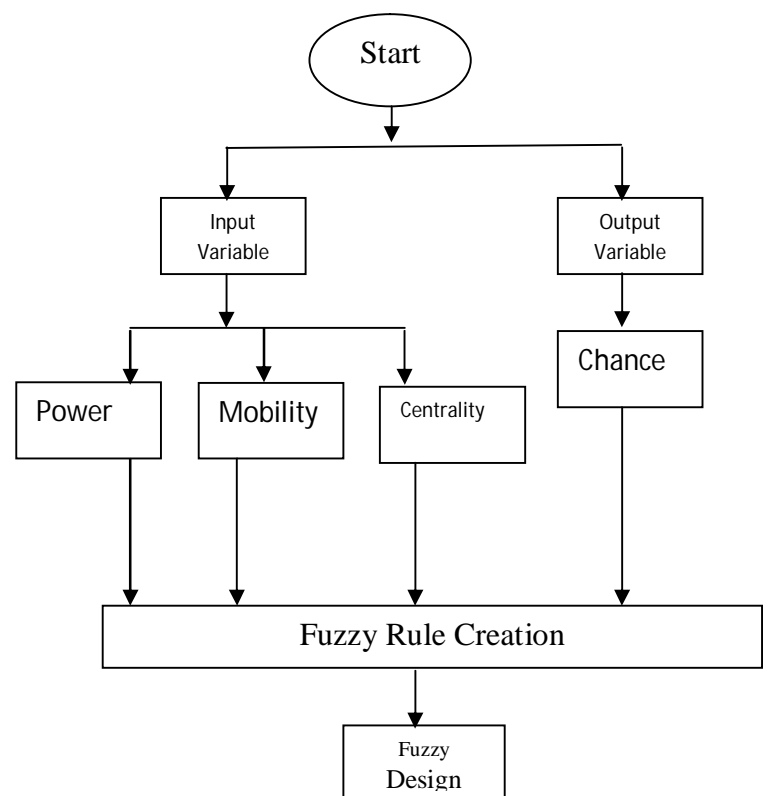 Start
Input
Variable
Output
Variable
Chance
Power
Mobility
Centrality
Fuzzy Rule Creation
Fuzzy
Design